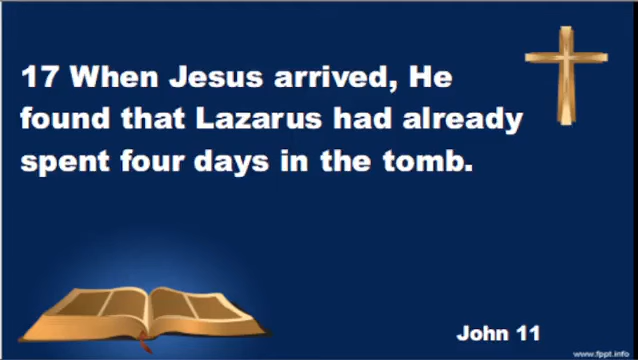 17 When Jesus arrived, He
found that Lazarus had already
spent four days in the tomb.
John 11
www.fppt.info